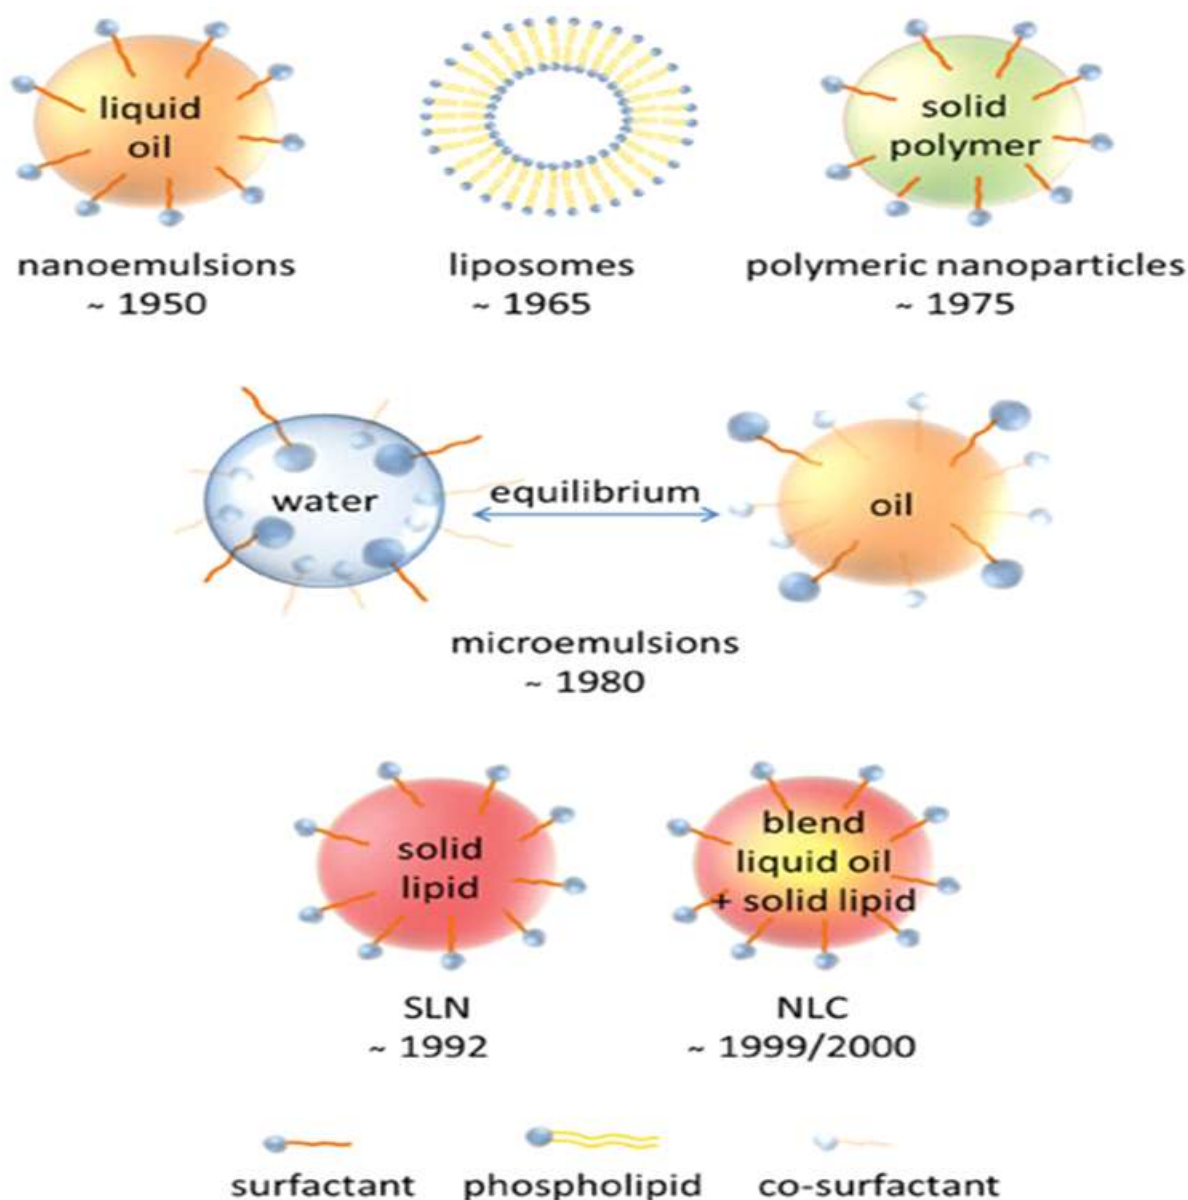 liquid
oil
solid
polymer
nanoemulsions
~ 1950
liposomes
~ 1965
polymeric nanoparticles
~ 1975
water
equilibrium
oil
microemulsions
~ 1980
solid
lipid
blend
liquid oil
+ solid lipid
SLN
~ 1992
NLC
~ 1999/2000
surfactant
phospholipid
co-surfactant